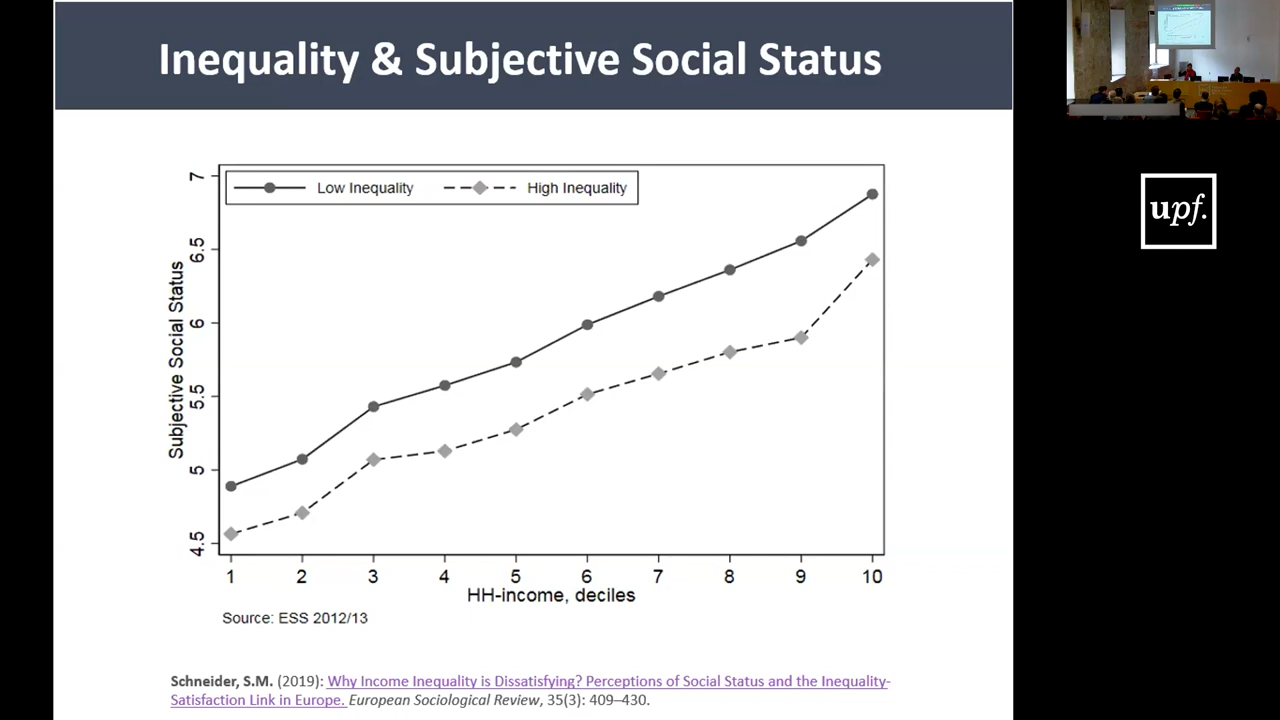 Inequality & Subjective Social Status
Low Inequality
High Inequality
7
6.5
6
5.5
5
4.5
Subjective Social Status
1 2 3 4 5 6 7 8 9 10
HH-income, deciles
Source: ESS 2012/13
Schneider, S.M. (2019): Why Income Inequality is Dissatisfying? Perceptions of Social Status and the Inequality-
Satisfaction Link in Europe. European Sociological Review, 35(3): 409–430.
upf.